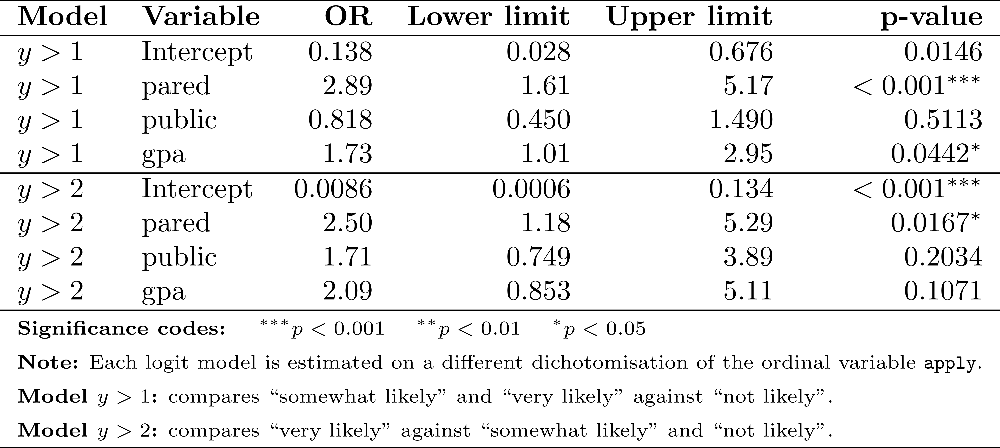 Model Variable OR Lower limit Upper limit p-value
y > 1 Intercept 0.138 0.028 0.676 0.0146
y > 1 pared 2.89 1.61 5.17 < 0.001***
y > 1 public 0.818 0.450 1.490 0.5113
y > 1 gpa 1.73 1.01 2.95 0.0442*
y > 2 Intercept 0.0086 0.0006 0.134 < 0.001***
y > 2 pared 2.50 1.18 5.29 0.0167*
y > 2 public 1.71 0.749 3.89 0.2034
y > 2 gpa 2.09 0.853 5.11 0.1071
Significance codes: ***p < 0.001 **p < 0.01 *p < 0.05
Note: Each logit model is estimated on a different dichotomisation of the ordinal variable apply.
Model y > 1: compares “somewhat likely” and “very likely” against “not likely”.
Model y > 2: compares “very likely” against “somewhat likely” and “not likely”.